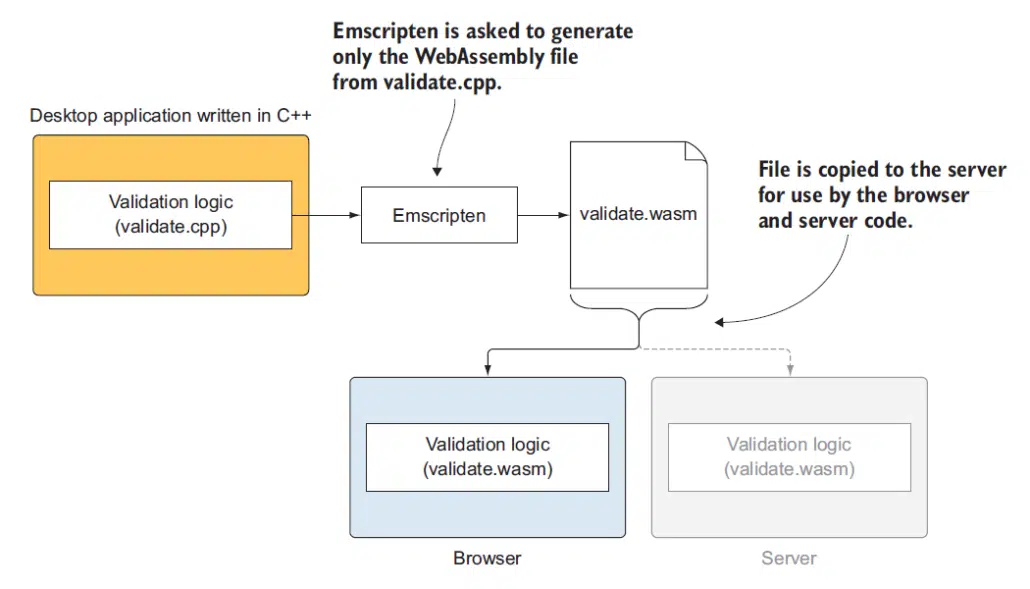 Emscripten is asked to generate
only the WebAssembly file
from validate.cpp.
Desktop application written in C++
Validation logic
(validate.cpp)
Emscripten
validate.wasm
File is copied to the server
for use by the browser
and server code.
Validation logic
(validate.wasm)
Browser
Validation logic
(validate.wasm)
Server